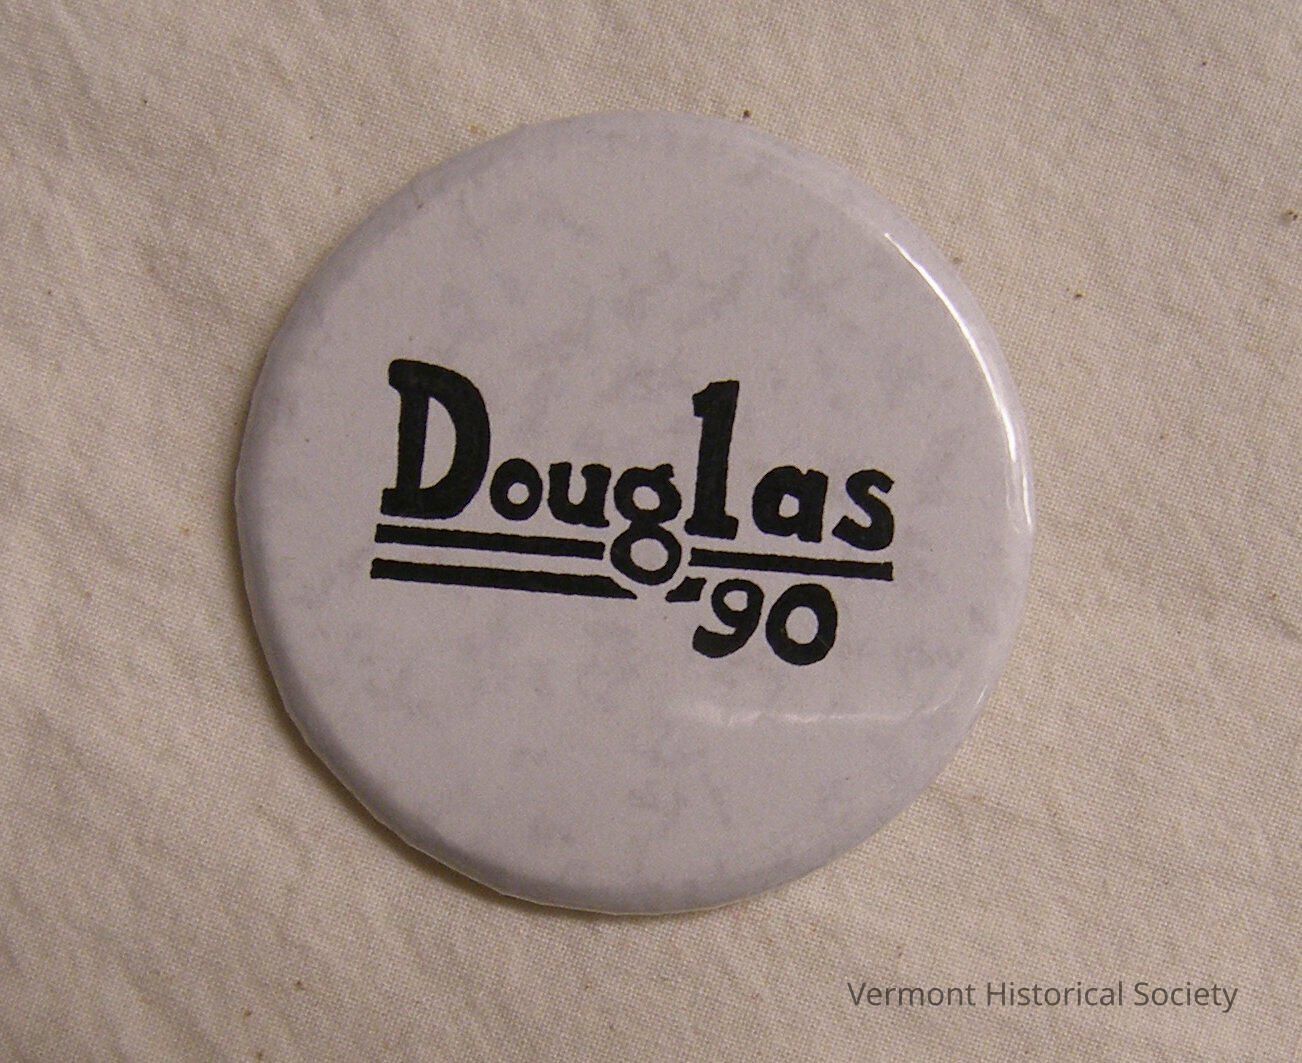 Douglas
'90
Vermont Historical Society